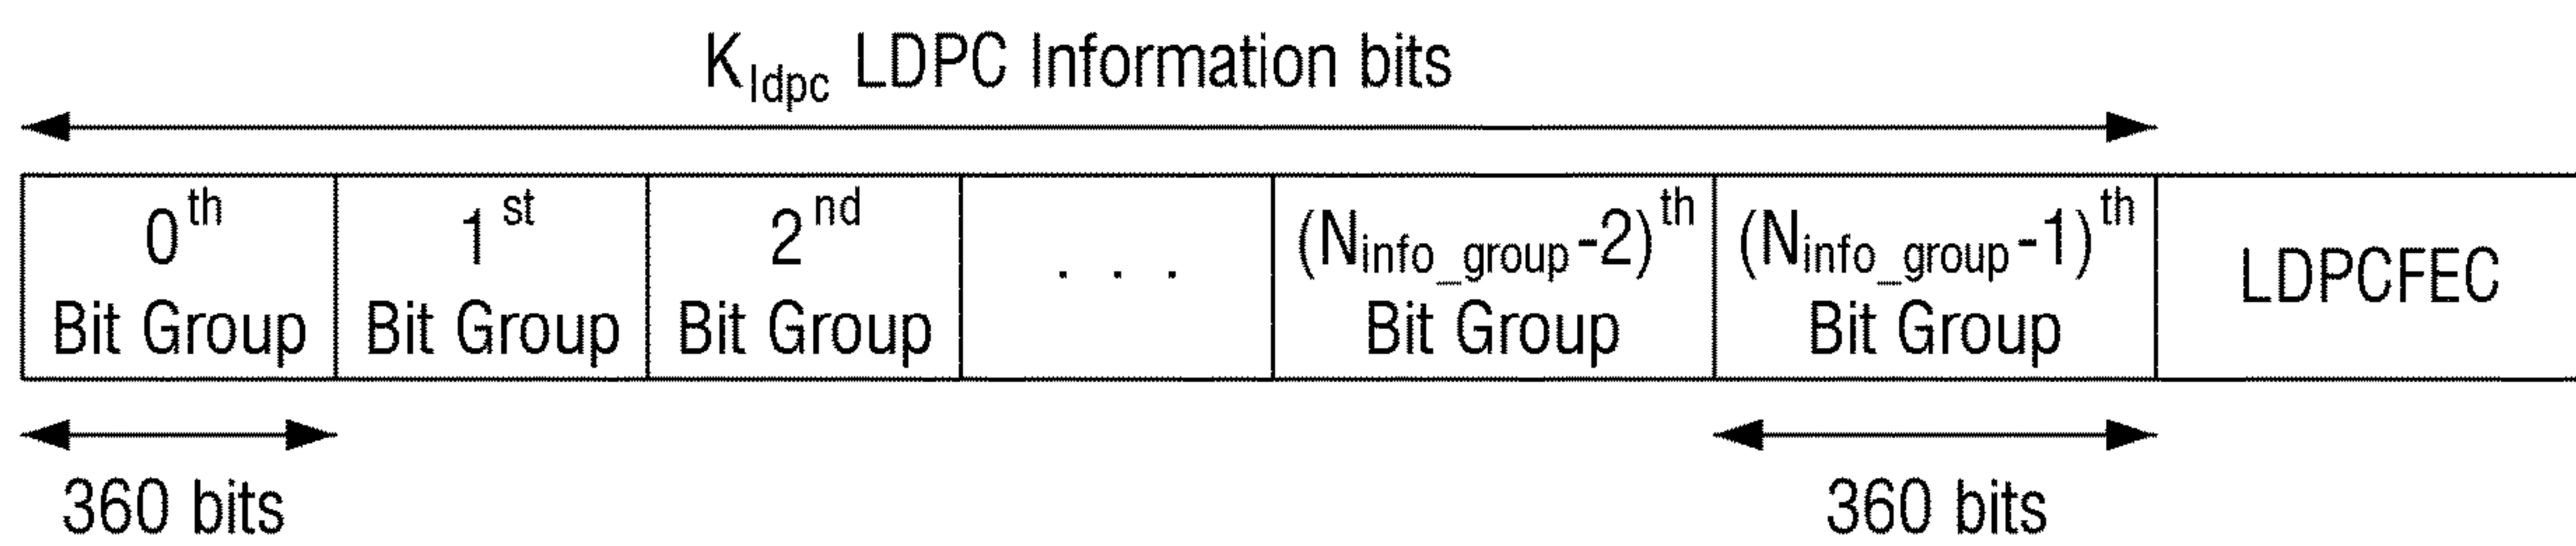 K_ldpc LDPC Information bits
0th Bit Group
1st Bit Group
2nd Bit Group
. . .
(N_info_group-2)th Bit Group
(N_info_group-1)th Bit Group
LDPCFEC
360 bits
360 bits